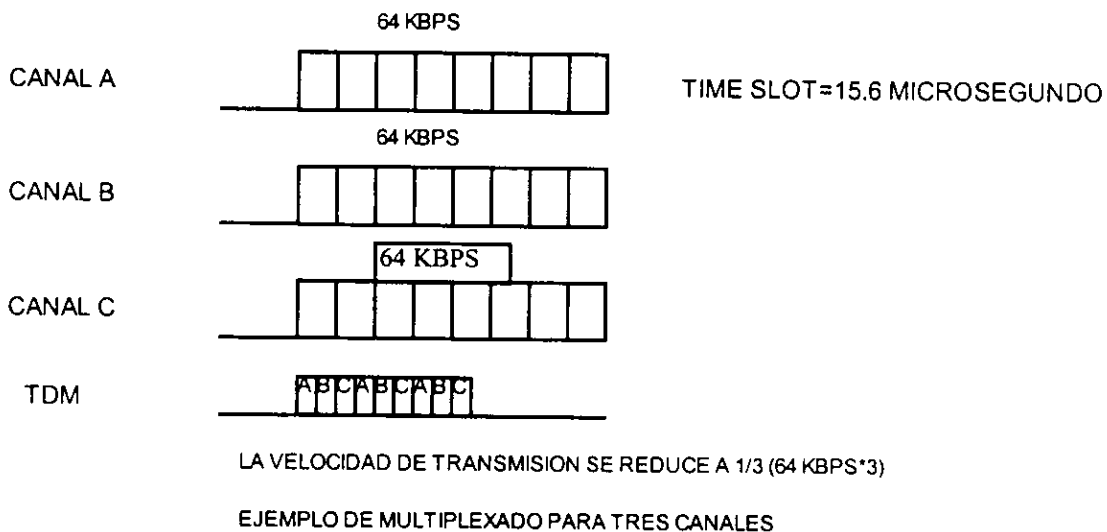 64 KBPS
CANAL A
TIME SLOT=15.6 MICROSEGUNDO
64 KBPS
CANAL B
64 KBPS
CANAL C
TDM
A B C A B C A B C
LA VELOCIDAD DE TRANSMISION SE REDUCE A 1/3 (64 KBPS*3)
EJEMPLO DE MULTIPLEXADO PARA TRES CANALES